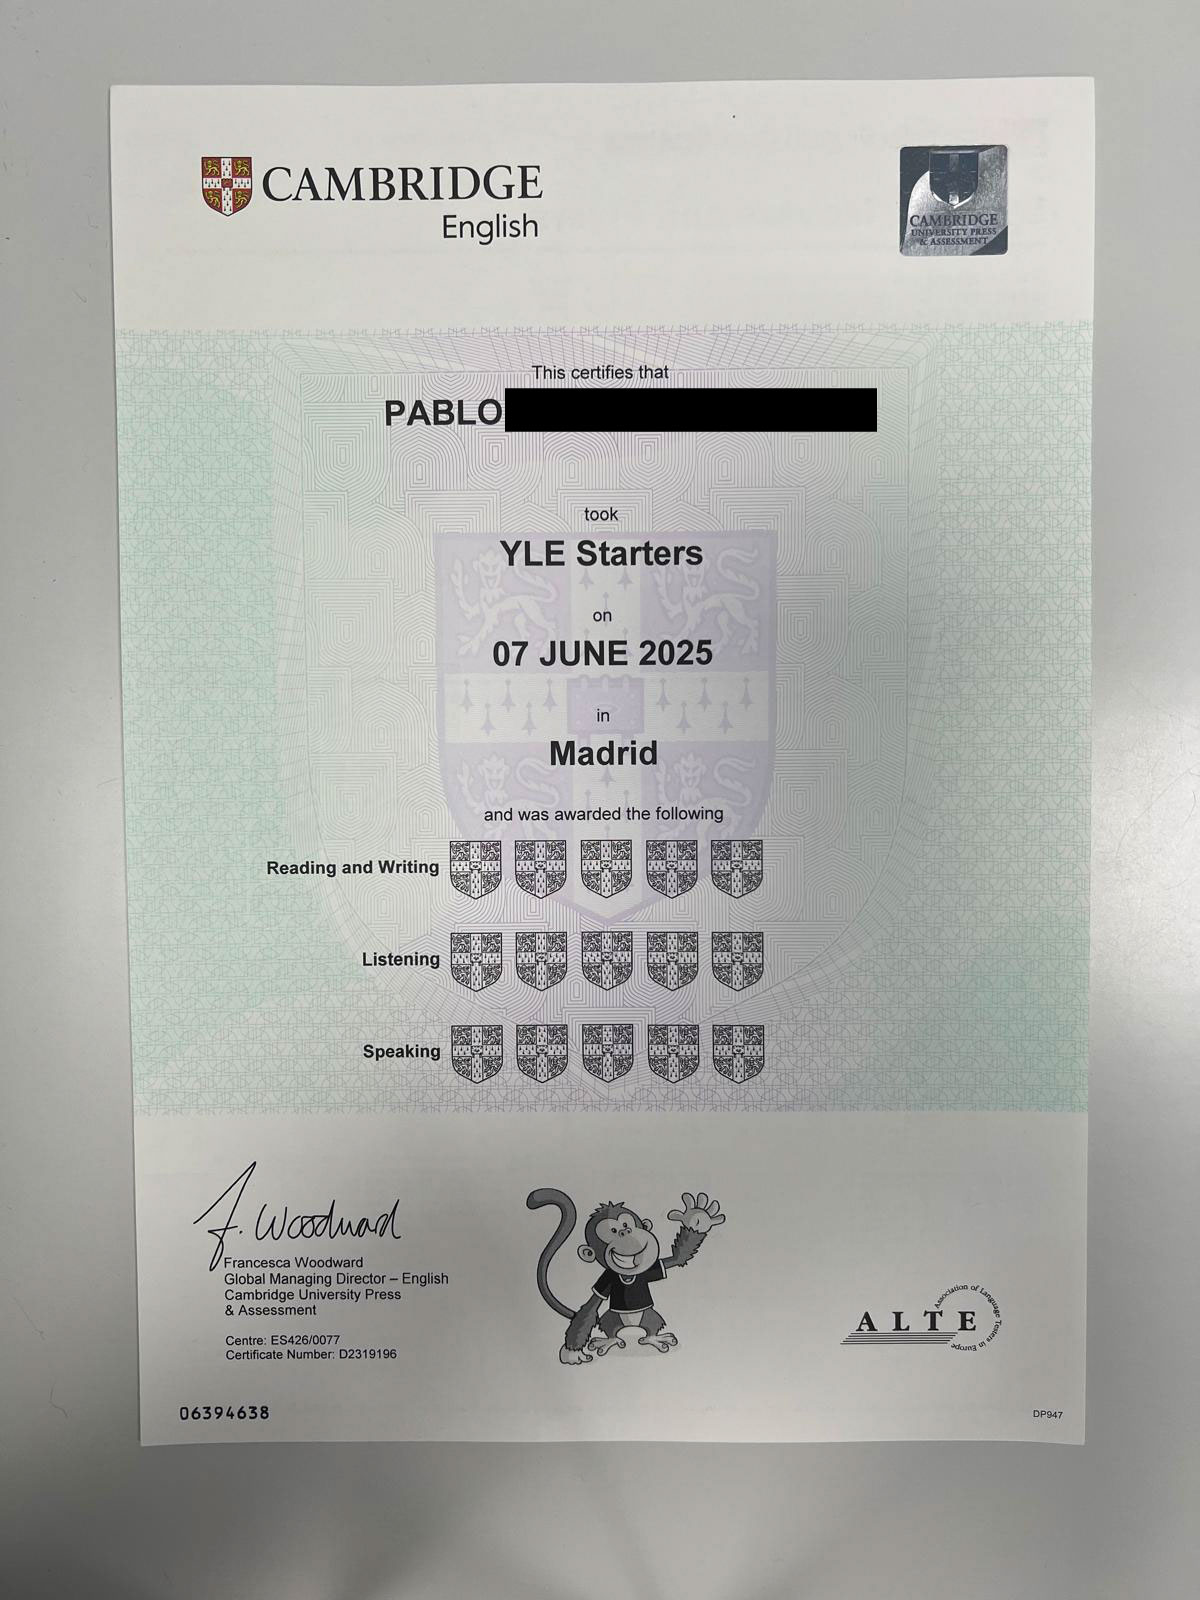 CAMBRIDGE
English
CAMBRIDGE
UNIVERSITY PRESS
& ASSESSMENT
This certifies that
PABLO
took
YLE Starters
on
07 JUNE 2025
in
Madrid
and was awarded the following
Reading and Writing
Listening
Speaking
F. Woodward
Francesca Woodward
Global Managing Director – English
Cambridge University Press
& Assessment
Centre: ES426/0077
Certificate Number: D2319196
ALTE
Association of Language Testers in Europe
06394638
DP947